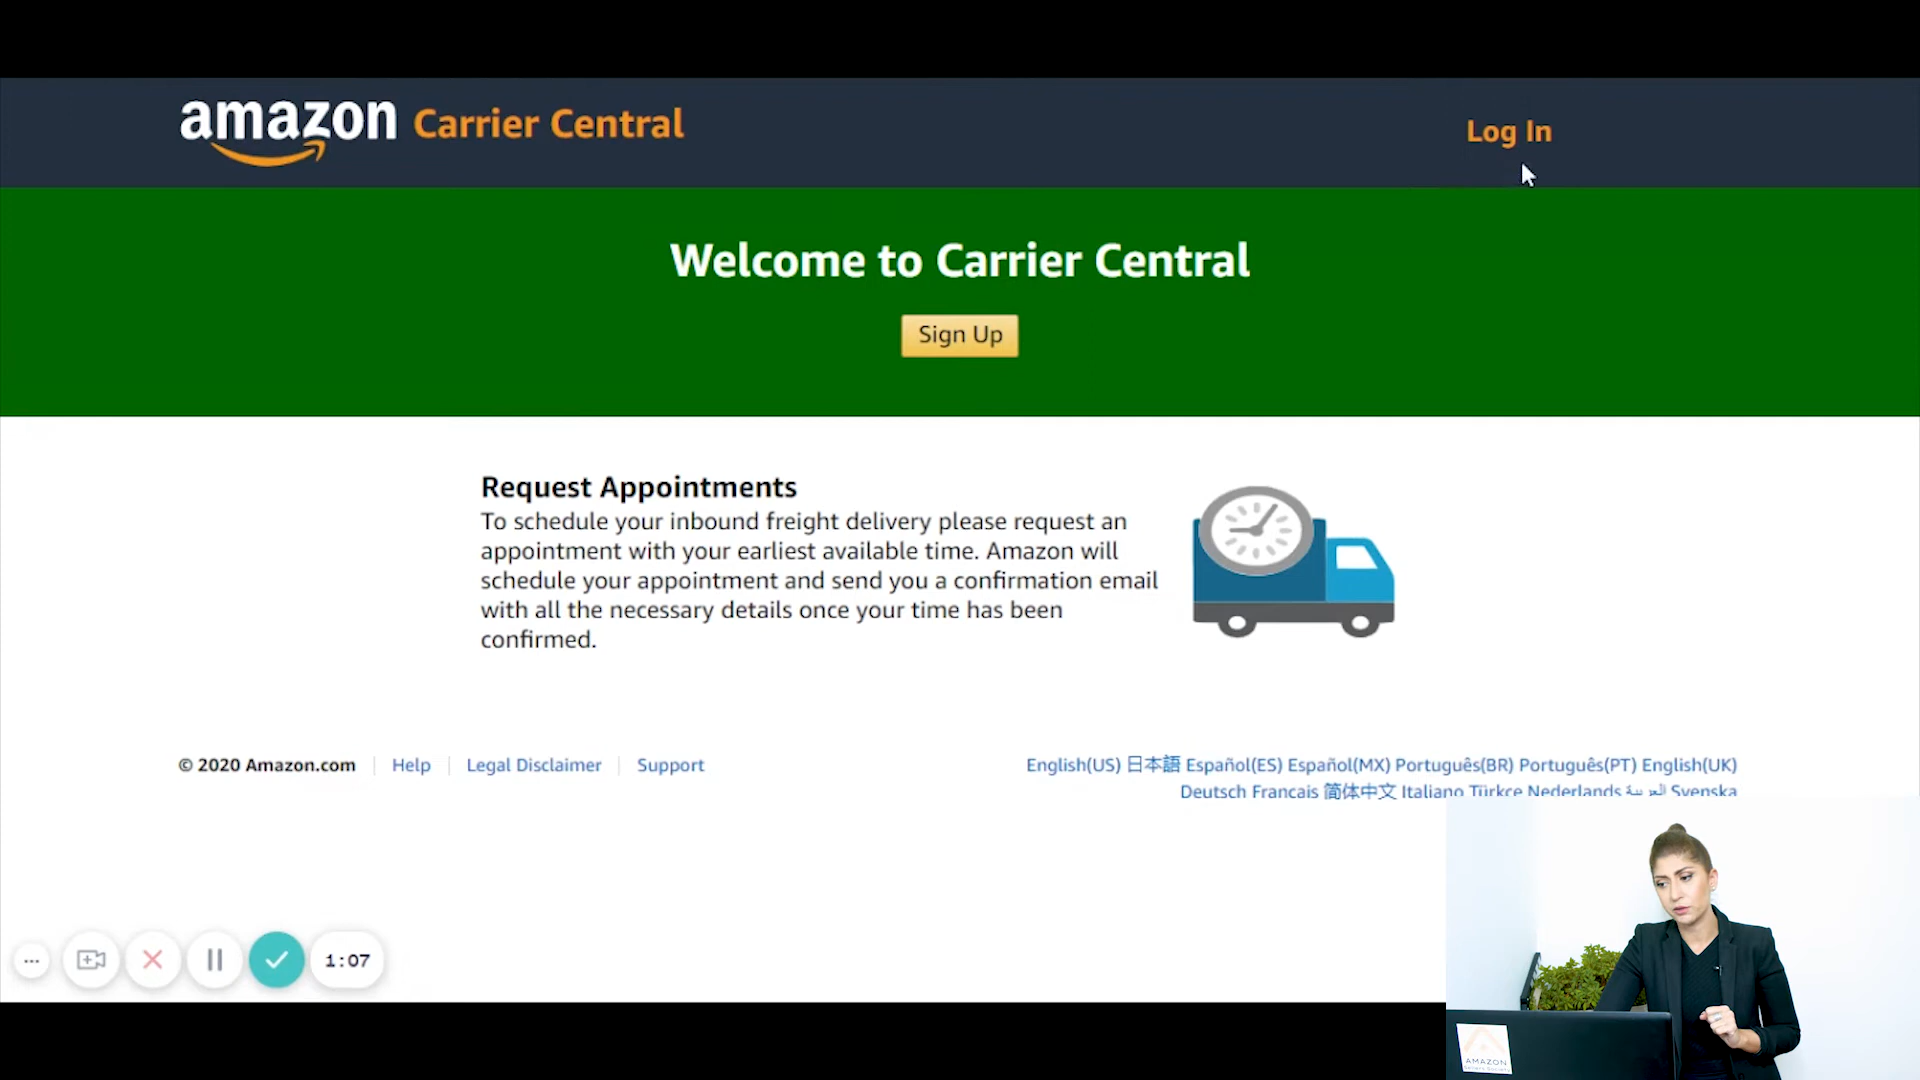 amazon Carrier Central
Log In
Welcome to Carrier Central
Sign Up
Request Appointments
To schedule your inbound freight delivery please request an
appointment with your earliest available time. Amazon will
schedule your appointment and send you a confirmation email
with all the necessary details once your time has been
confirmed.
© 2020 Amazon.com
Help
Legal Disclaimer
Support
English(US) 日本語 Español(ES) Español(MX) Português(BR) Português(PT) English(UK)
Deutsch Francais 简体中文 Italiano Türkçe Nederlands العربية Svenska
1:07
AMAZON